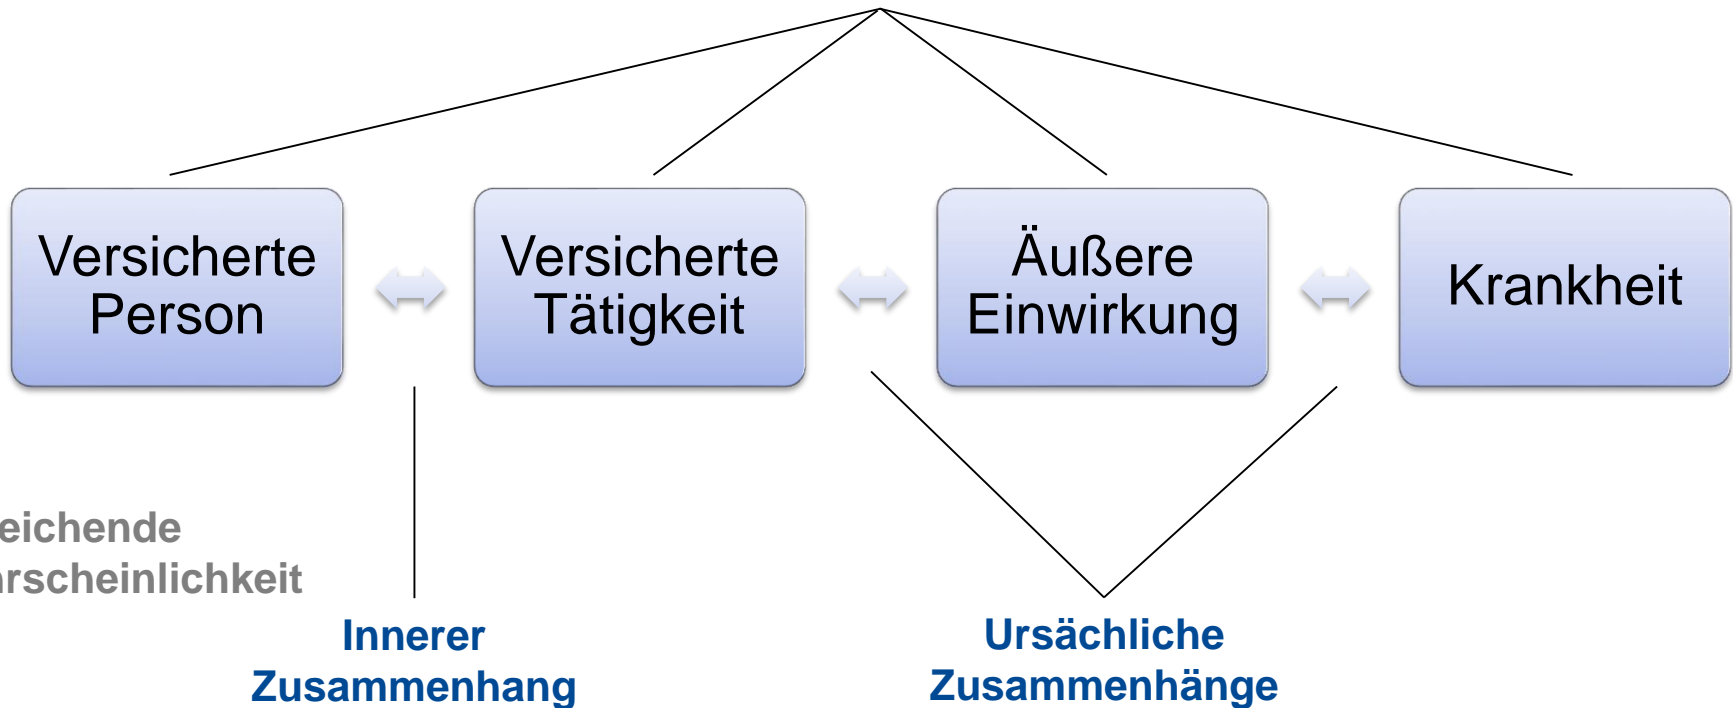 Versicherte
Person
Versicherte
Tätigkeit
Äußere
Einwirkung
Krankheit
eichende
rscheinlichkeit
Innerer
Zusammenhang
Ursächliche
Zusammenhänge